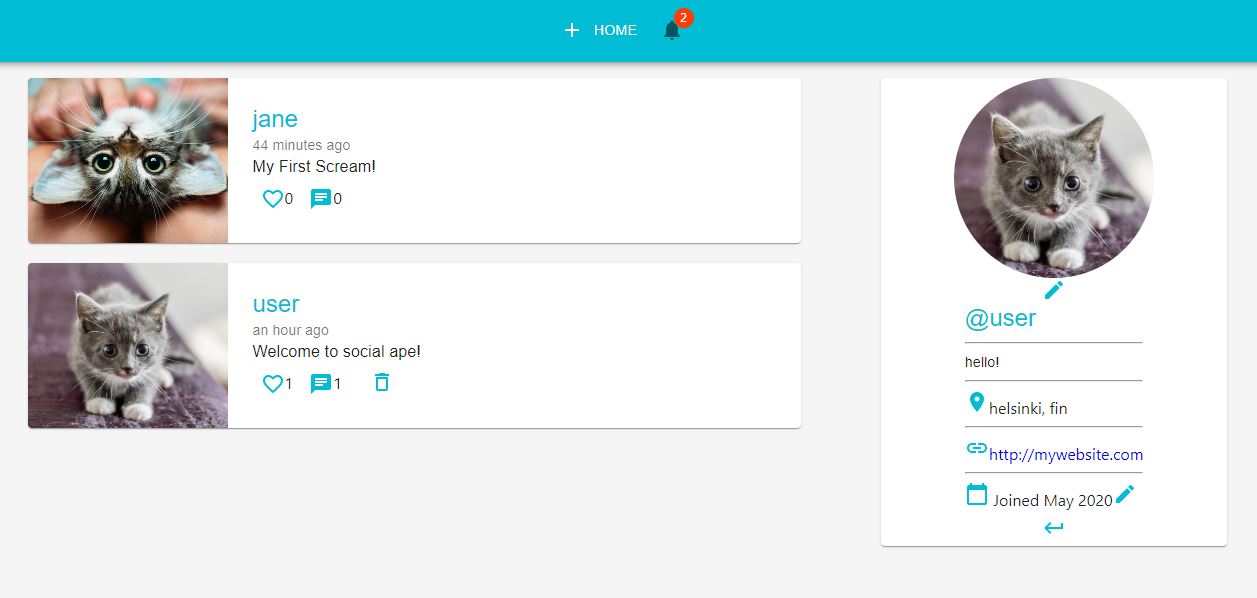 HOME
2
jane
44 minutes ago
My First Scream!
0 0
user
an hour ago
Welcome to social ape!
1 1
@user
hello!
helsinki, fin
http://mywebsite.com
Joined May 2020